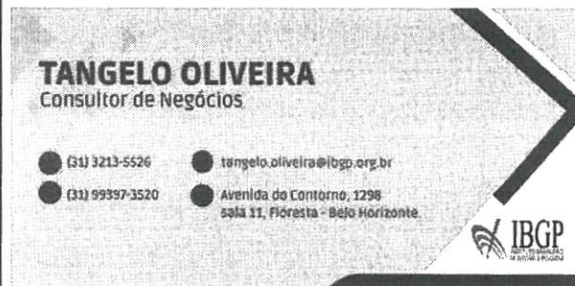 TANGELO OLIVEIRA
Consultor de Negócios
(31) 3213-5526
tangelo.oliveira@ibgp.org.br
(31) 99397-3520
Avenida do Contorno, 1298
sala 11, Floresta - Belo Horizonte
IBGP